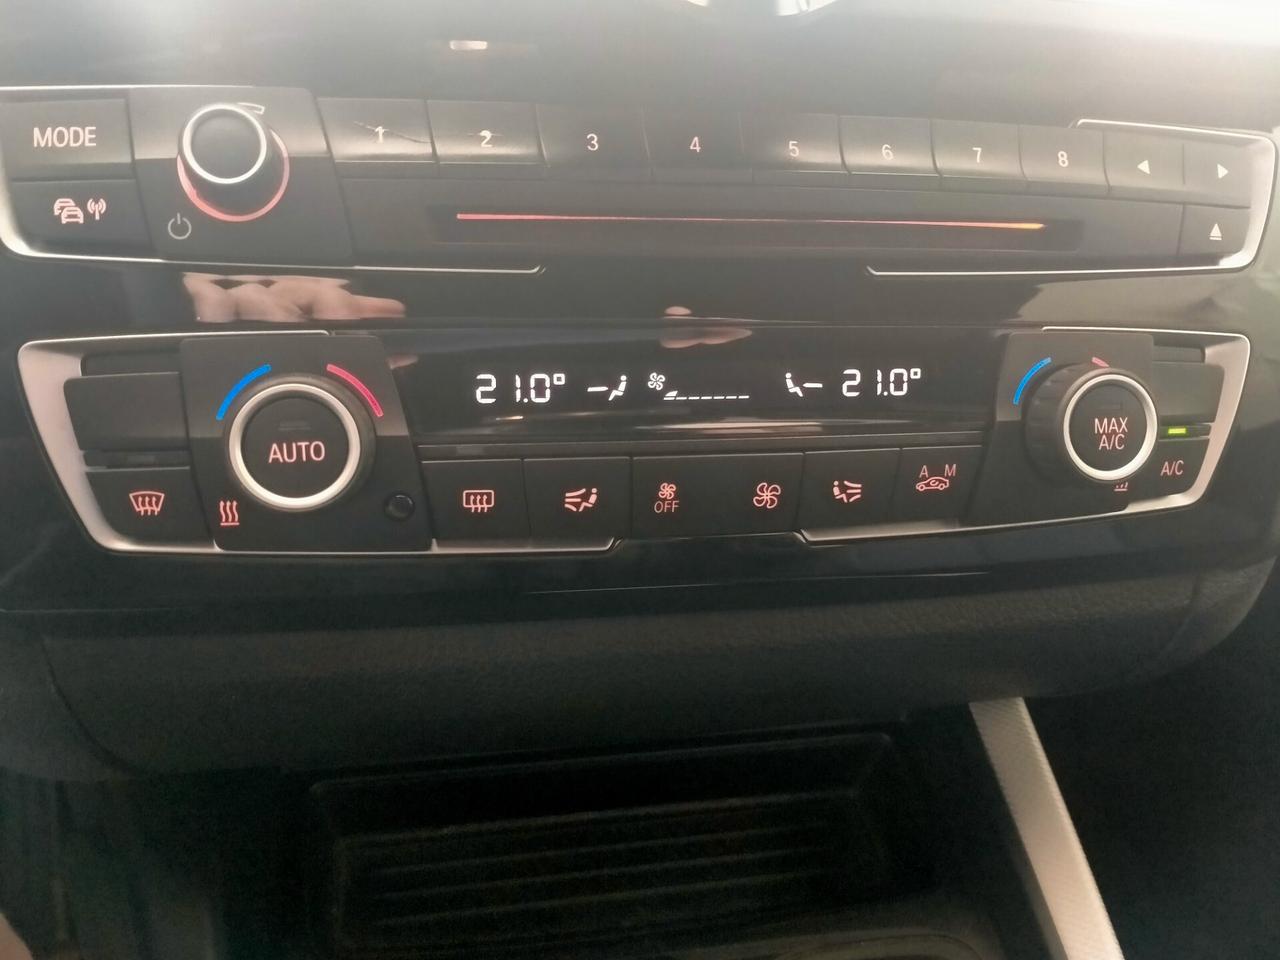 MODE
1 2 3 4 5 6 7 8
21.0° 21.0°
AUTO
MAX
A/C
A/C
OFF
A M